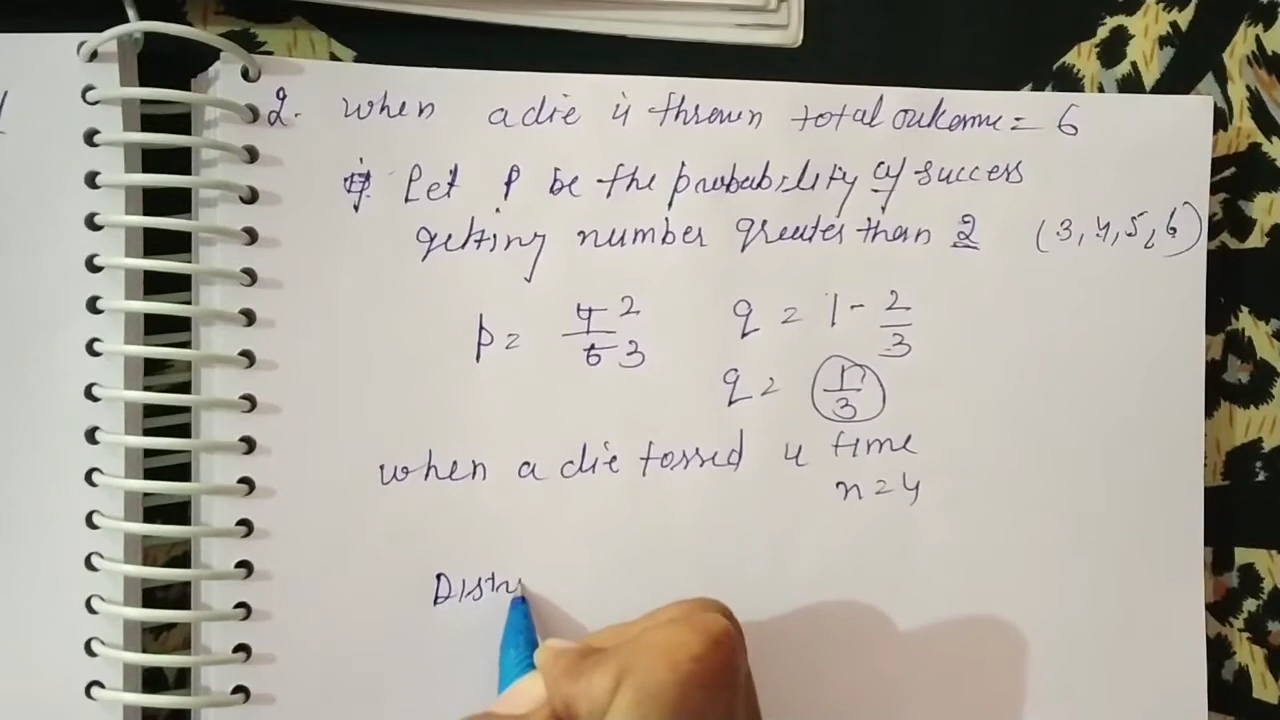 2. when a die is thrown total outcome = 6
Let P be the probability of success
getting number greater than 2 (3,4,5,6)
p = 4/6 2/3 q = 1 - 2/3
q = 1/3
when a die tossed 4 time
n = 4
Distr